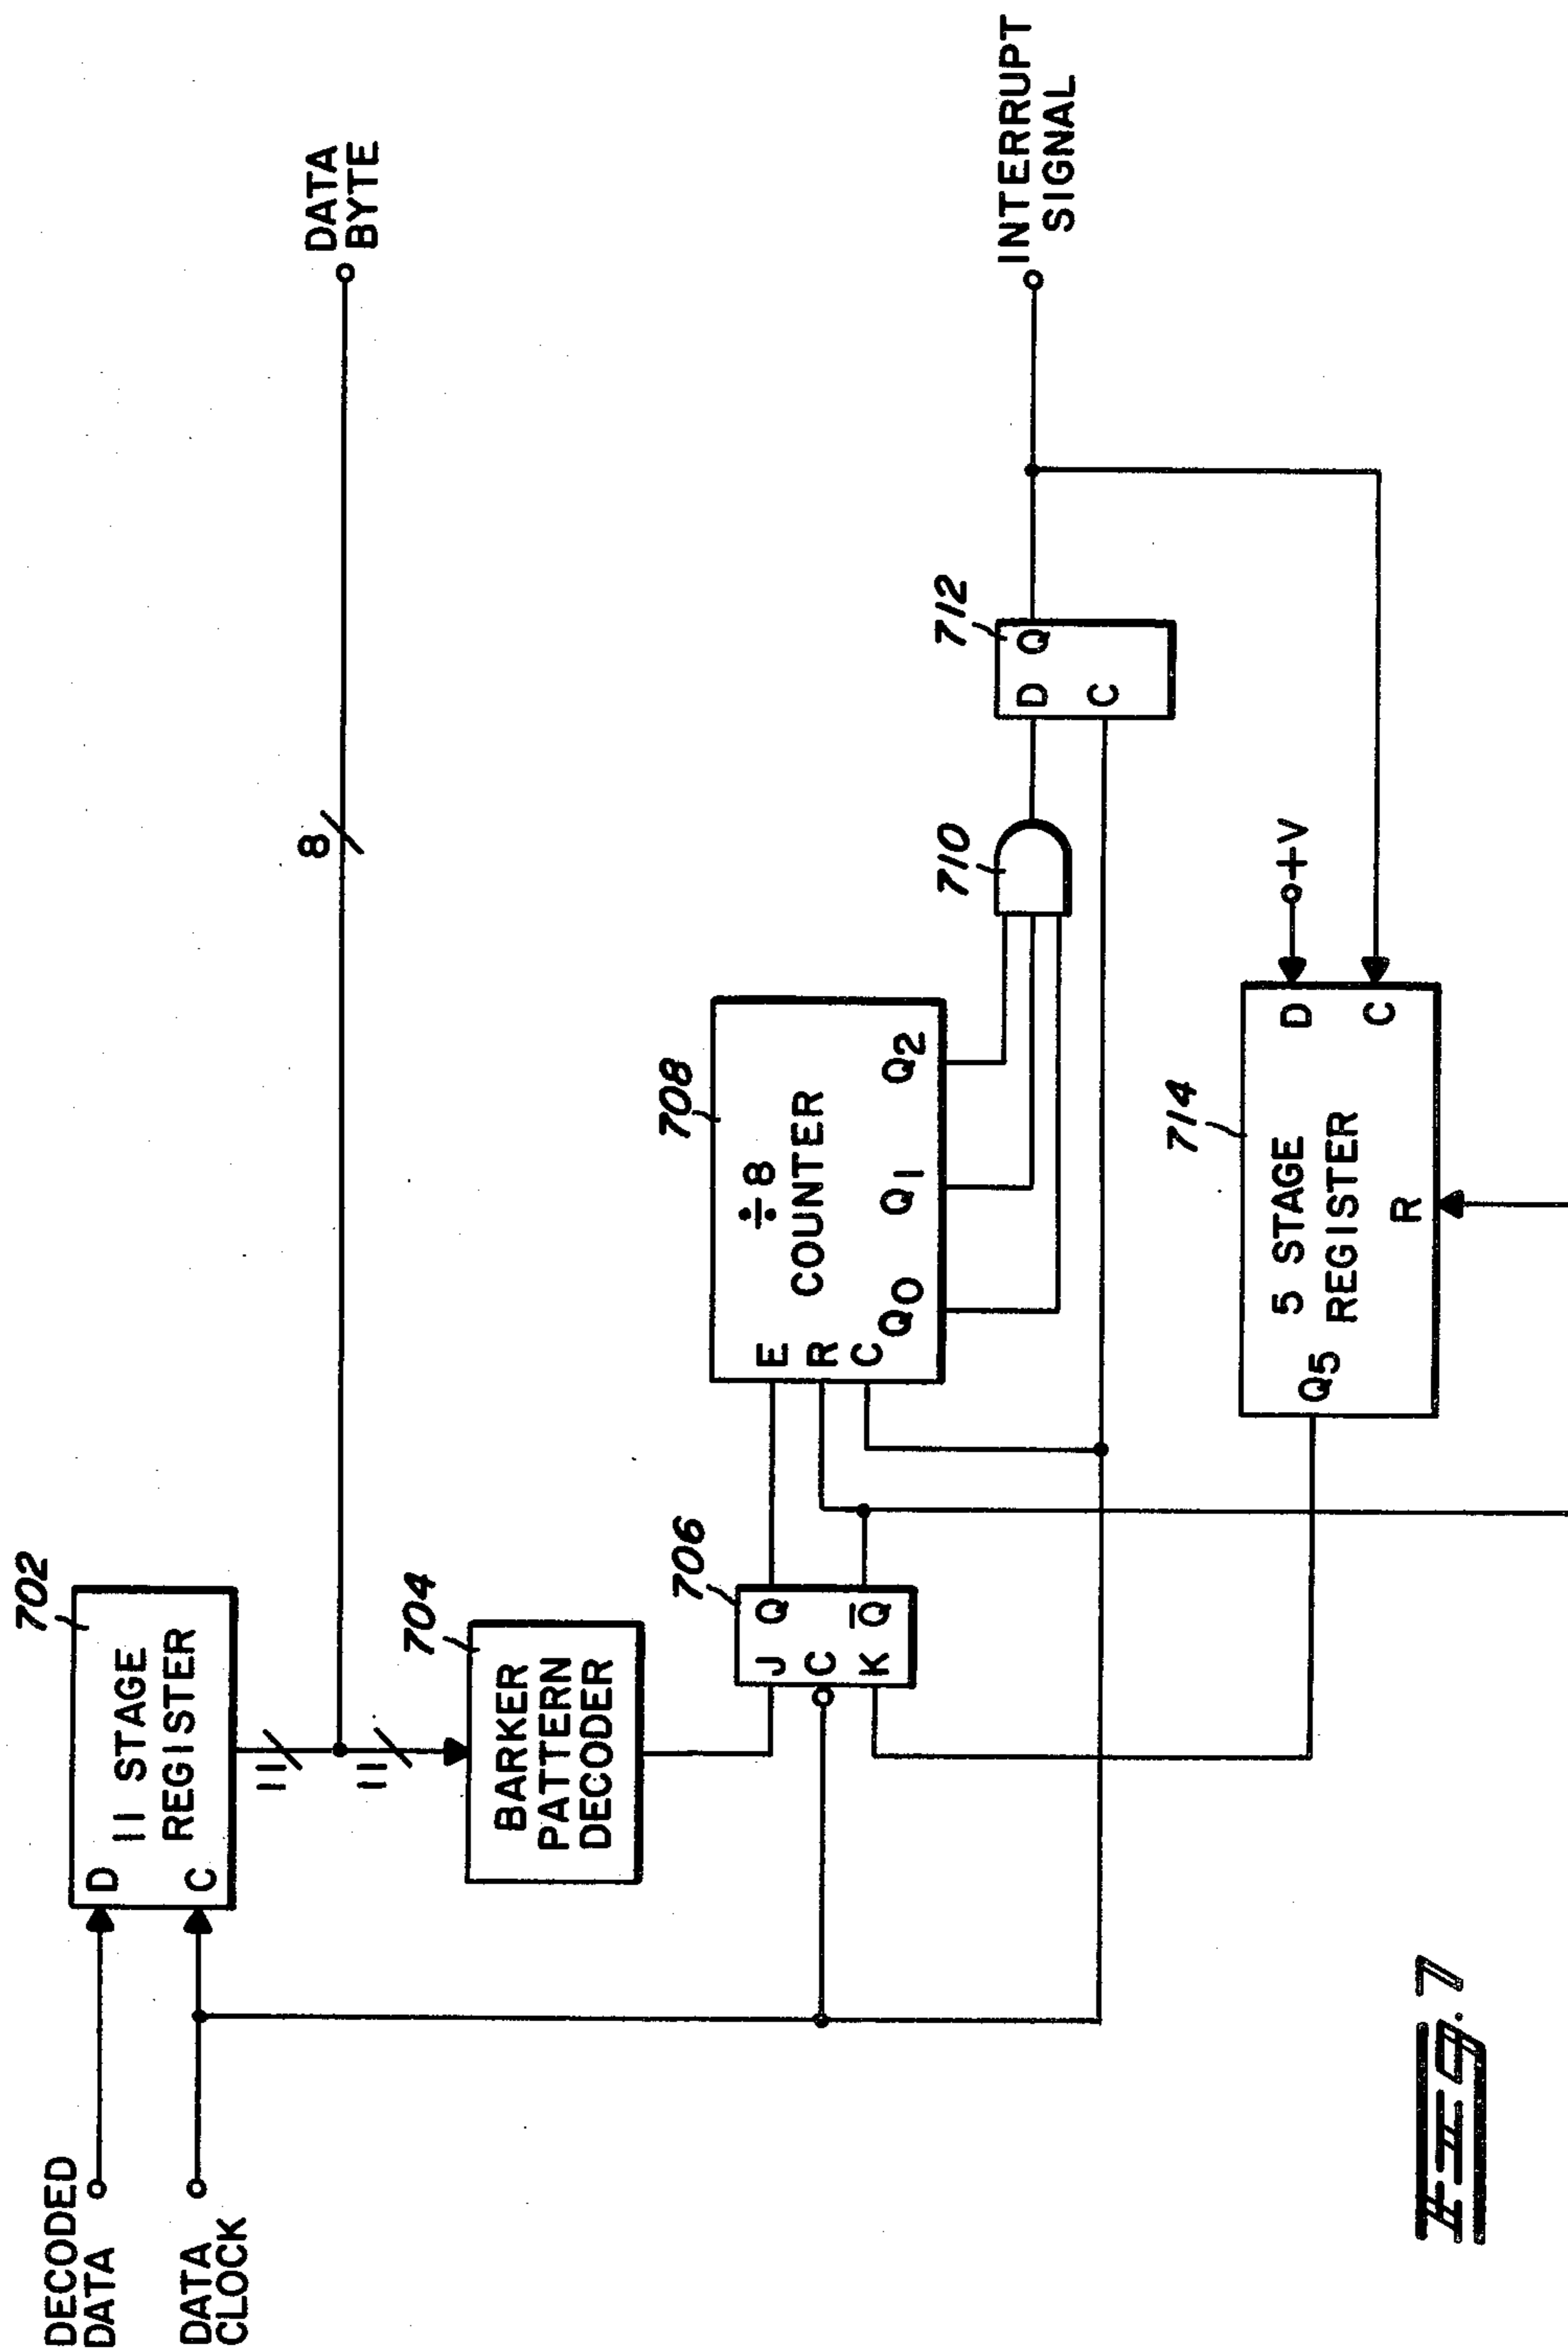 DECODED
DATA
DATA
CLOCK
702
D
C
11 STAGE
REGISTER
11
11
8
DATA
BYTE
704
BARKER
PATTERN
DECODER
706
J
C
K
Q
Q̅
708
E
R
C
÷8
COUNTER
Q0
Q1
Q2
710
712
D
Q
C
INTERRUPT
SIGNAL
714
Q5
5 STAGE
REGISTER
R
D
C
+V
Fig. 7